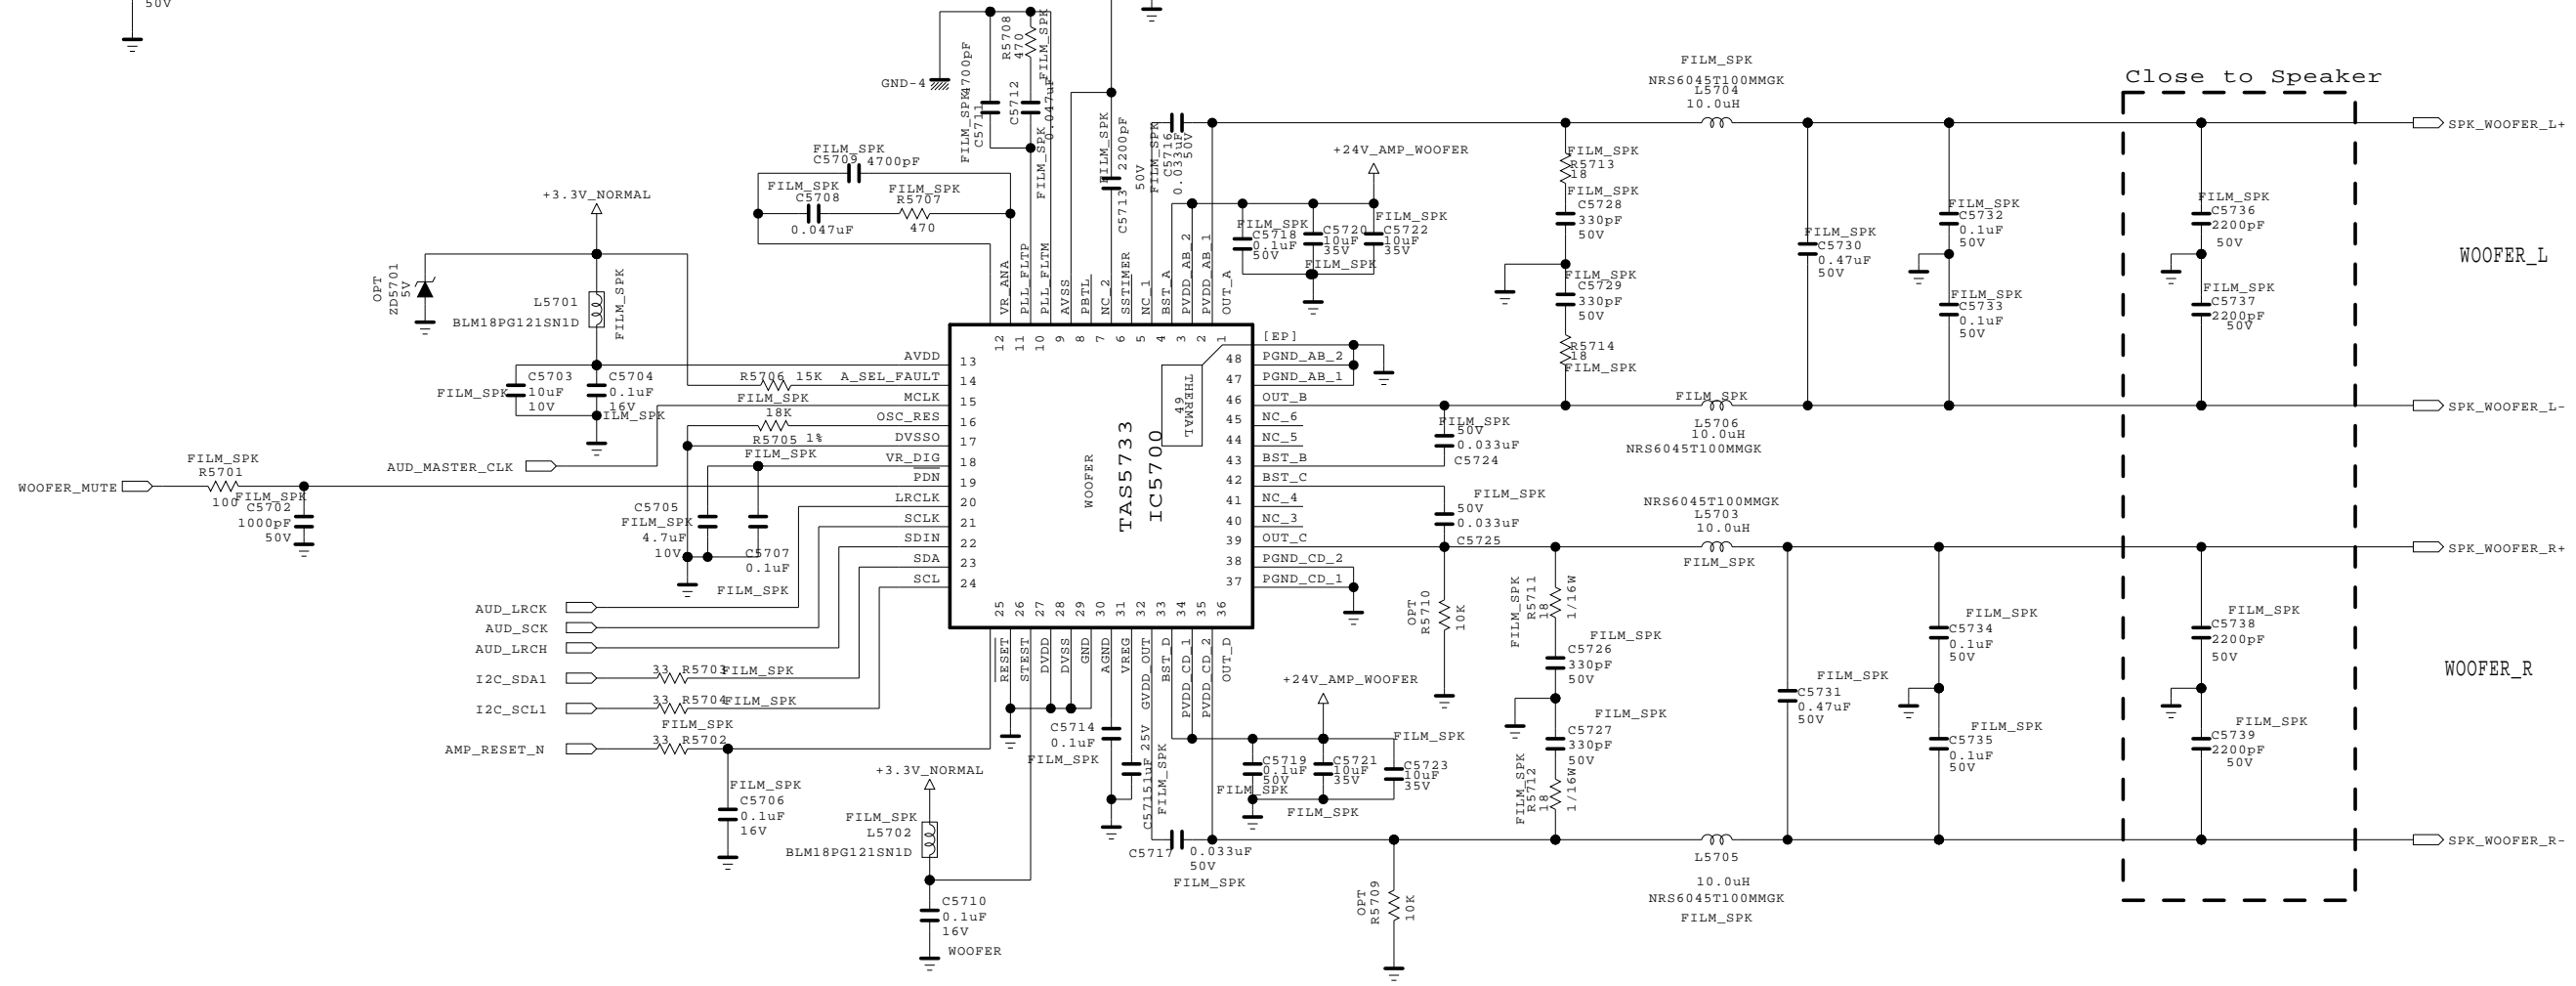 50V
GND-4
FILM_SPK
4700pF
C5711
R5708
470
FILM_SPK
C5712
0.047uF
FILM_SPK
FILM_SPK
C5709 4700pF
FILM_SPK
C5708
0.047uF
FILM_SPK
R5707
470
FILM_SPK
2200pF
C5713
50V
FILM_SPK
C5716
0.033uF
50V
+24V_AMP_WOOFER
FILM_SPK
C5718
0.1uF
50V
C5720
10uF
35V
FILM_SPK
FILM_SPK
C5722
10uF
35V
FILM_SPK
NRS6045T100MMGK
L5704
10.0uH
FILM_SPK
R5713
18
FILM_SPK
C5728
330pF
50V
FILM_SPK
C5729
330pF
50V
R5714
18
FILM_SPK
FILM_SPK
C5730
0.47uF
50V
FILM_SPK
C5732
0.1uF
50V
FILM_SPK
C5733
0.1uF
50V
Close to Speaker
FILM_SPK
C5736
2200pF
50V
FILM_SPK
C5737
2200pF
50V
SPK_WOOFER_L+
WOOFER_L
SPK_WOOFER_L-
+3.3V_NORMAL
OPT
ZD5701
5V
L5701
BLM18PG121SN1D
FILM_SPK
FILM_SPK
C5703
10uF
10V
C5704
0.1uF
16V
FILM_SPK
R5706 15K
FILM_SPK
18K
R5705 1%
FILM_SPK
AUD_MASTER_CLK
WOOFER_MUTE
FILM_SPK
R5701
100
FILM_SPK
C5702
1000pF
50V
C5705
FILM_SPK
4.7uF
10V
C5707
0.1uF
FILM_SPK
AUD_LRCK
AUD_SCK
AUD_LRCH
I2C_SDA1
33 R5703
FILM_SPK
I2C_SCL1
33 R5704
FILM_SPK
AMP_RESET_N
FILM_SPK
33 R5702
FILM_SPK
C5706
0.1uF
16V
+3.3V_NORMAL
FILM_SPK
L5702
BLM18PG121SN1D
C5710
0.1uF
16V
WOOFER
VR_ANA
PLL_FLTP
PLL_FLTM
AVSS
PBTL
NC_2
SSTIMER
NC_1
BST_A
PVDD_AB_2
PVDD_AB_1
OUT_A
12
11
10
9
8
7
6
5
4
3
2
1
AVDD 13
A_SEL_FAULT 14
MCLK 15
OSC_RES 16
DVSSO 17
VR_DIG 18
PDN 19
LRCLK 20
SCLK 21
SDIN 22
SDA 23
SCL 24
WOOFER
TAS5733
IC5700
49
THERMAL
[EP]
48 PGND_AB_2
47 PGND_AB_1
46 OUT_B
45 NC_6
44 NC_5
43 BST_B
42 BST_C
41 NC_4
40 NC_3
39 OUT_C
38 PGND_CD_2
37 PGND_CD_1
25
26
27
28
29
30
31
32
33
34
35
36
RESET
STEST
DVDD
DVSS
GND
AGND
VREG
GVDD_OUT
BST_D
PVDD_CD_1
PVDD_CD_2
OUT_D
C5714
0.1uF
FILM_SPK
C5715 1uF 25V
FILM_SPK
C5717
0.033uF
50V
FILM_SPK
+24V_AMP_WOOFER
C5719
0.1uF
50V
FILM_SPK
C5721
10uF
35V
FILM_SPK
FILM_SPK
C5723
10uF
35V
FILM_SPK
50V
0.033uF
C5724
FILM_SPK
50V
0.033uF
C5725
FILM_SPK
L5706
10.0uH
NRS6045T100MMGK
NRS6045T100MMGK
L5703
10.0uH
FILM_SPK
OPT
R5710
10K
FILM_SPK
R5711
18
1/16W
FILM_SPK
C5726
330pF
50V
FILM_SPK
C5727
330pF
50V
FILM_SPK
R5712
18
1/16W
OPT
R5709
10K
L5705
10.0uH
NRS6045T100MMGK
FILM_SPK
FILM_SPK
C5731
0.47uF
50V
FILM_SPK
C5734
0.1uF
50V
FILM_SPK
C5735
0.1uF
50V
FILM_SPK
C5738
2200pF
50V
FILM_SPK
C5739
2200pF
50V
SPK_WOOFER_R+
WOOFER_R
SPK_WOOFER_R-